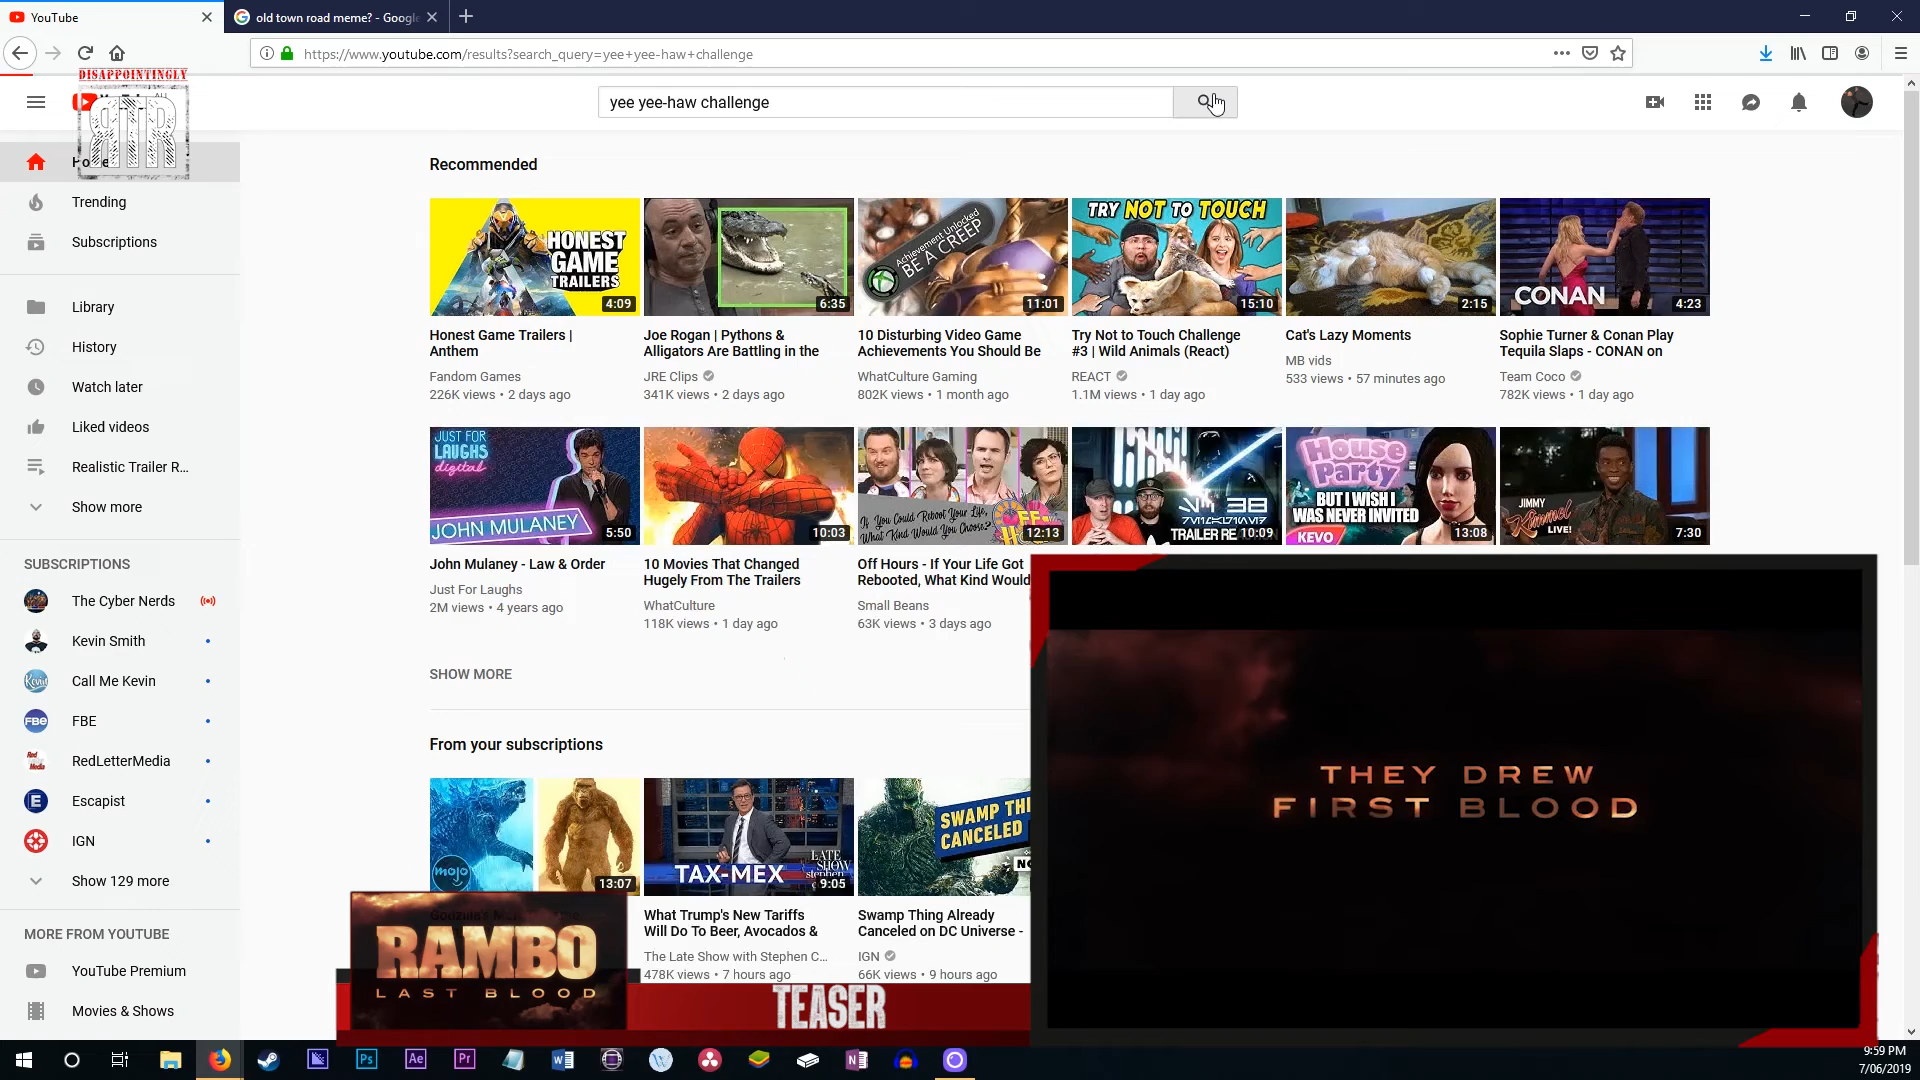 YouTube
old town road meme? - Google
https://www.youtube.com/results?search_query=yee+yee-haw+challenge
DISAPPOINTINGLY
RTR
yee yee-haw challenge
Home
Trending
Subscriptions
Library
History
Watch later
Liked videos
Realistic Trailer R...
Show more
SUBSCRIPTIONS
The Cyber Nerds
Kevin Smith
Call Me Kevin
FBE
RedLetterMedia
Escapist
IGN
Show 129 more
MORE FROM YOUTUBE
YouTube Premium
Movies & Shows
Recommended
HONEST
GAME
TRAILERS
4:09
Honest Game Trailers |
Anthem
Fandom Games
226K views • 2 days ago
6:35
Joe Rogan | Pythons &
Alligators Are Battling in the
JRE Clips
341K views • 2 days ago
Achievement Unlocked
BE A CREEP
11:01
10 Disturbing Video Game
Achievements You Should Be
WhatCulture Gaming
802K views • 1 month ago
TRY NOT TO TOUCH
15:10
Try Not to Touch Challenge
#3 | Wild Animals (React)
REACT
1.1M views • 1 day ago
2:15
Cat's Lazy Moments
MB vids
533 views • 57 minutes ago
CONAN
4:23
Sophie Turner & Conan Play
Tequila Slaps - CONAN on
Team Coco
782K views • 1 day ago
JUST FOR
LAUGHS
digital
JOHN MULANEY
5:50
John Mulaney - Law & Order
Just For Laughs
2M views • 4 years ago
10:03
10 Movies That Changed
Hugely From The Trailers
WhatCulture
118K views • 1 day ago
If You Could Reboot Your Life,
What Kind Would You Choose?
12:13
Off Hours - If Your Life Got
Rebooted, What Kind Would
Small Beans
63K views • 3 days ago
38
TRAILER RE
10:09
House
Party
BUT I WISH I
WAS NEVER INVITED
KEVO
13:08
JIMMY
Kimmel
LIVE!
7:30
SHOW MORE
From your subscriptions
mojo
13:07
TAX-MEX
LATE
SHOW
stephen
9:05
What Trump's New Tariffs
Will Do To Beer, Avocados &
The Late Show with Stephen C...
478K views • 7 hours ago
SWAMP THI
CANCELED
Swamp Thing Already
Canceled on DC Universe -
IGN
66K views • 9 hours ago
RAMBO
LAST BLOOD
TEASER
THEY DREW
FIRST BLOOD
9:59 PM
7/06/2019